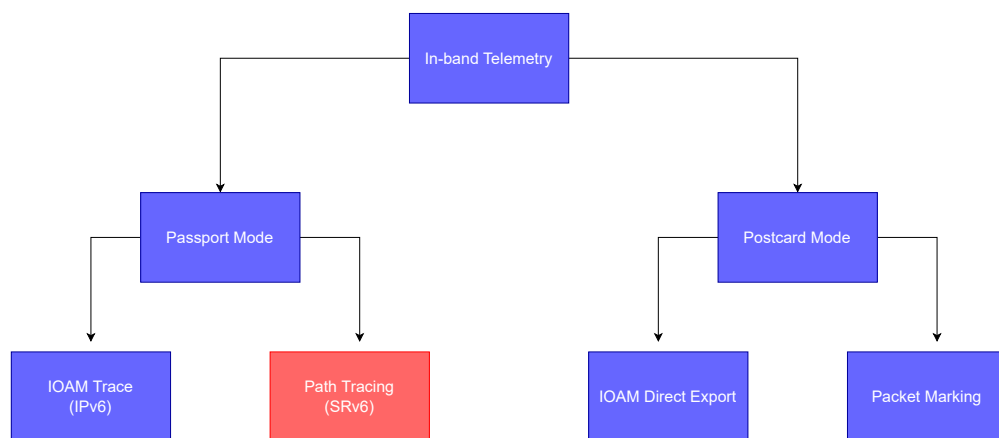 In-band Telemetry
Passport Mode
Postcard Mode
IOAM Trace
(IPv6)
Path Tracing
(SRv6)
IOAM Direct Export
Packet Marking